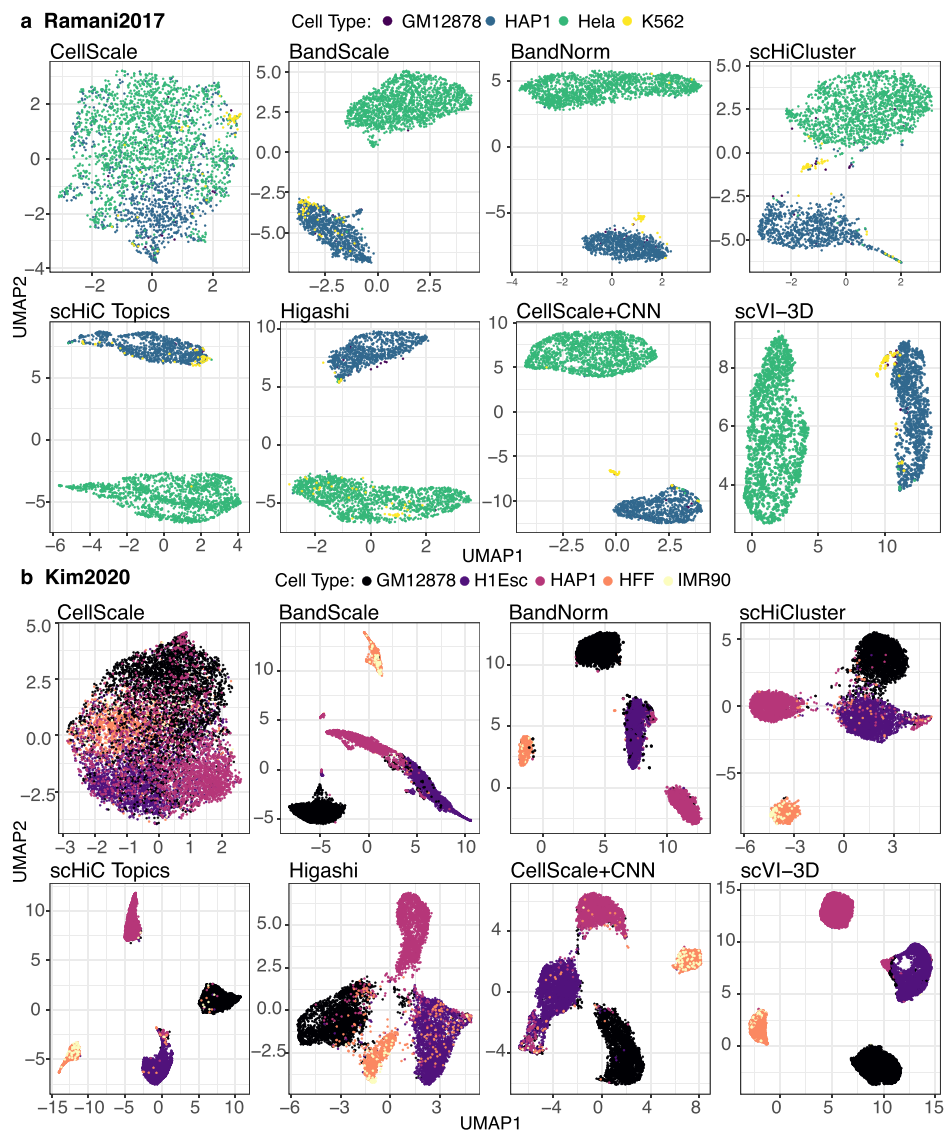 a Ramani2017
Cell Type: GM12878 HAP1 Hela K562
CellScale BandScale BandNorm scHiCluster
2
0
−2
−4
−2 0 2
5.0
2.5
0.0
−2.5
−5.0
−2.5 0.0 2.5
5
0
−5
−4 −2 0 2
5.0
2.5
0.0
−2.5
−5.0
−2 0 2
UMAP2
scHiC Topics Higashi CellScale+CNN scVI−3D
5
0
−5
−6 −4 −2 0 2 4
10
5
0
−5
−2 0 2
10
5
0
−5
−10
−2.5 0.0 2.5
8
6
4
0 5 10
UMAP1
b Kim2020
Cell Type: GM12878 H1Esc HAP1 HFF IMR90
CellScale BandScale BandNorm scHiCluster
5.0
2.5
0.0
−2.5
−3 −2 −1 0 1 2
10
5
0
−5
−5 0 5 10
10
5
0
0 5 10
5
0
−5
−6 −3 0 3
UMAP2
scHiC Topics Higashi CellScale+CNN scVI−3D
10
5
0
−5
−15 −10 −5 0 5 10
5.0
2.5
0.0
−2.5
−6 −3 0 3
4
0
−4
−4 0 4 8
15
10
5
0
0 5 10 15
UMAP1